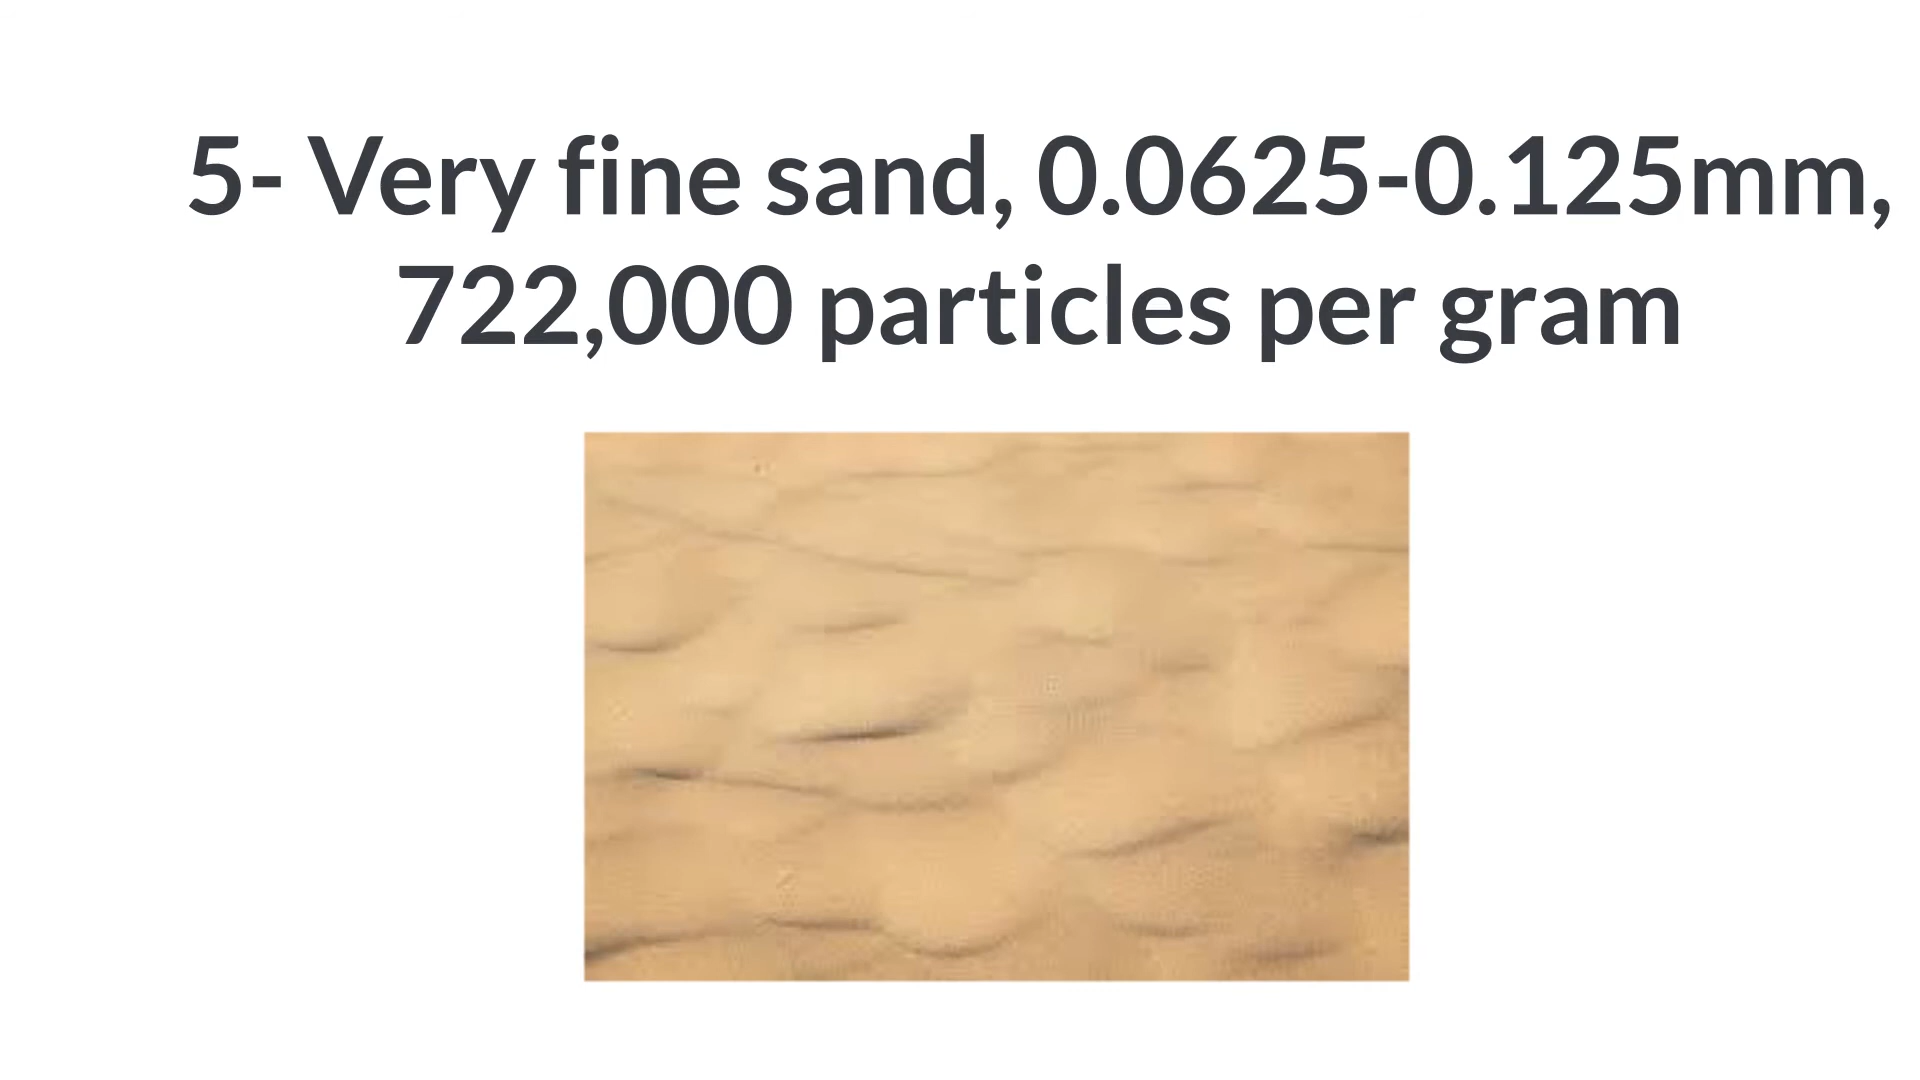 5- Very fine sand, 0.0625-0.125mm,
722,000 particles per gram